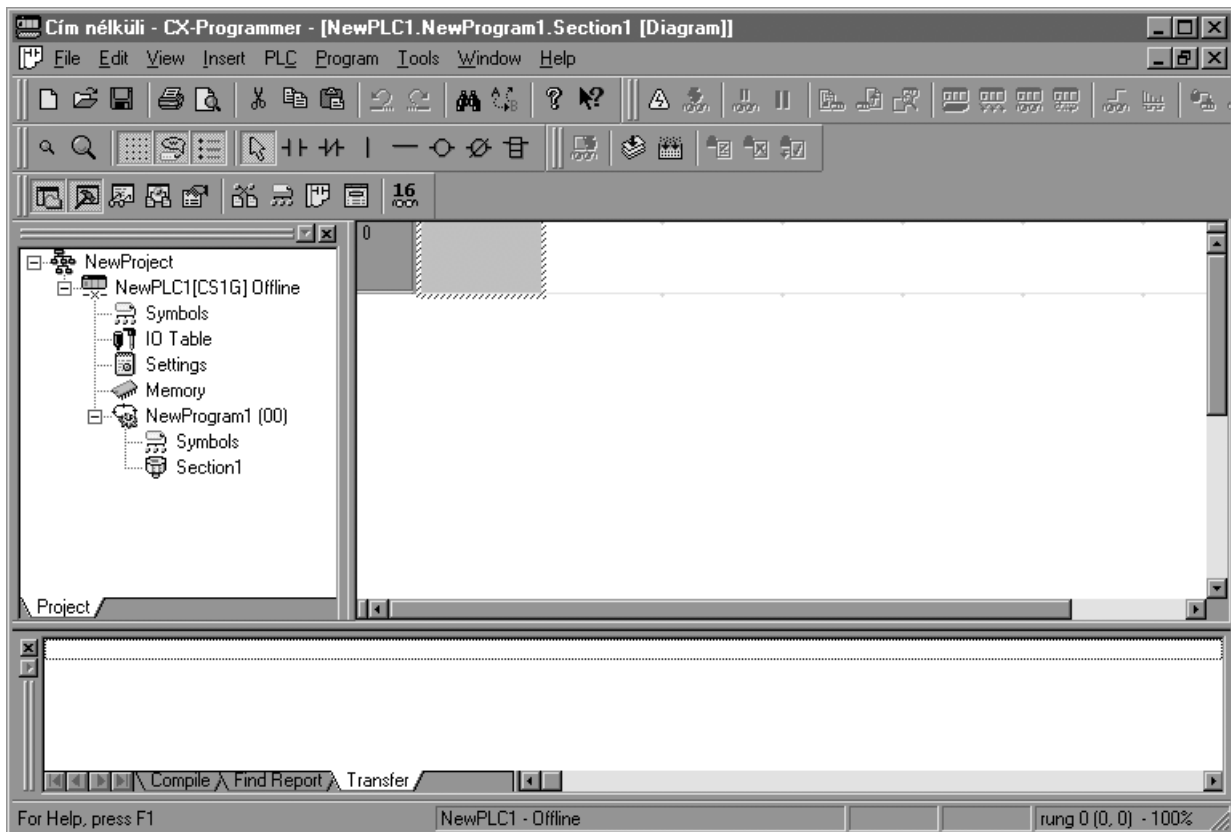 Cím nélküli - CX-Programmer - [NewPLC1.NewProgram1.Section1 [Diagram]]
File Edit View Insert PLC Program Tools Window Help
16
0
NewProject
NewPLC1[CS1G] Offline
Symbols
IO Table
Settings
Memory
NewProgram1 (00)
Symbols
Section1
Project
Compile Find Report Transfer
For Help, press F1 NewPLC1 - Offline rung 0 (0, 0) - 100%